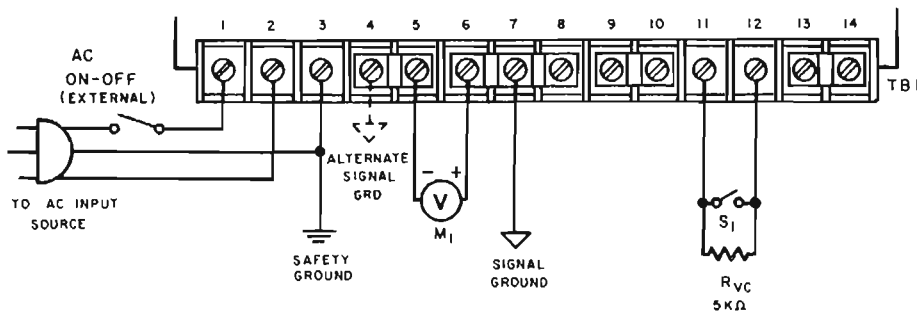 1 2 3 4 5 6 7 8 9 10 11 12 13 14
AC
ON-OFF
(EXTERNAL)
TB1
TO AC INPUT
SOURCE
ALTERNATE
SIGNAL
GRD
- +
V
M1
SAFETY
GROUND
SIGNAL
GROUND
S1
RVC
5KΩ